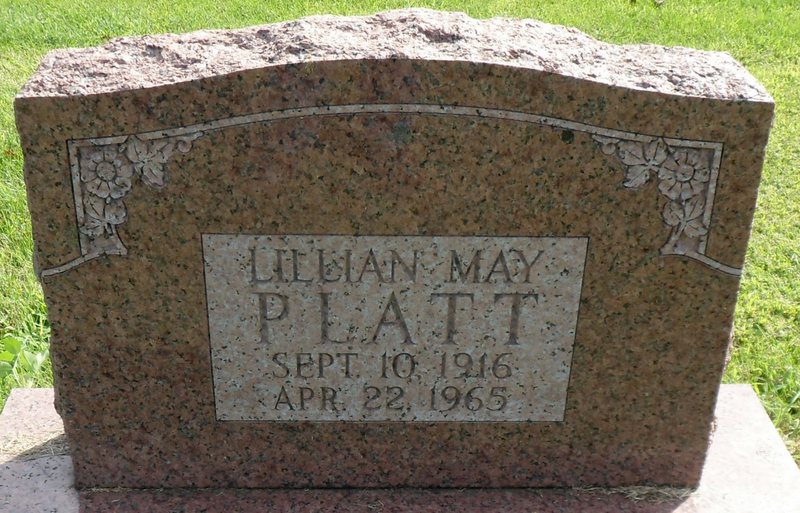 LILLIAN MAY
PLATT
SEPT. 10, 1916
APR. 22, 1965